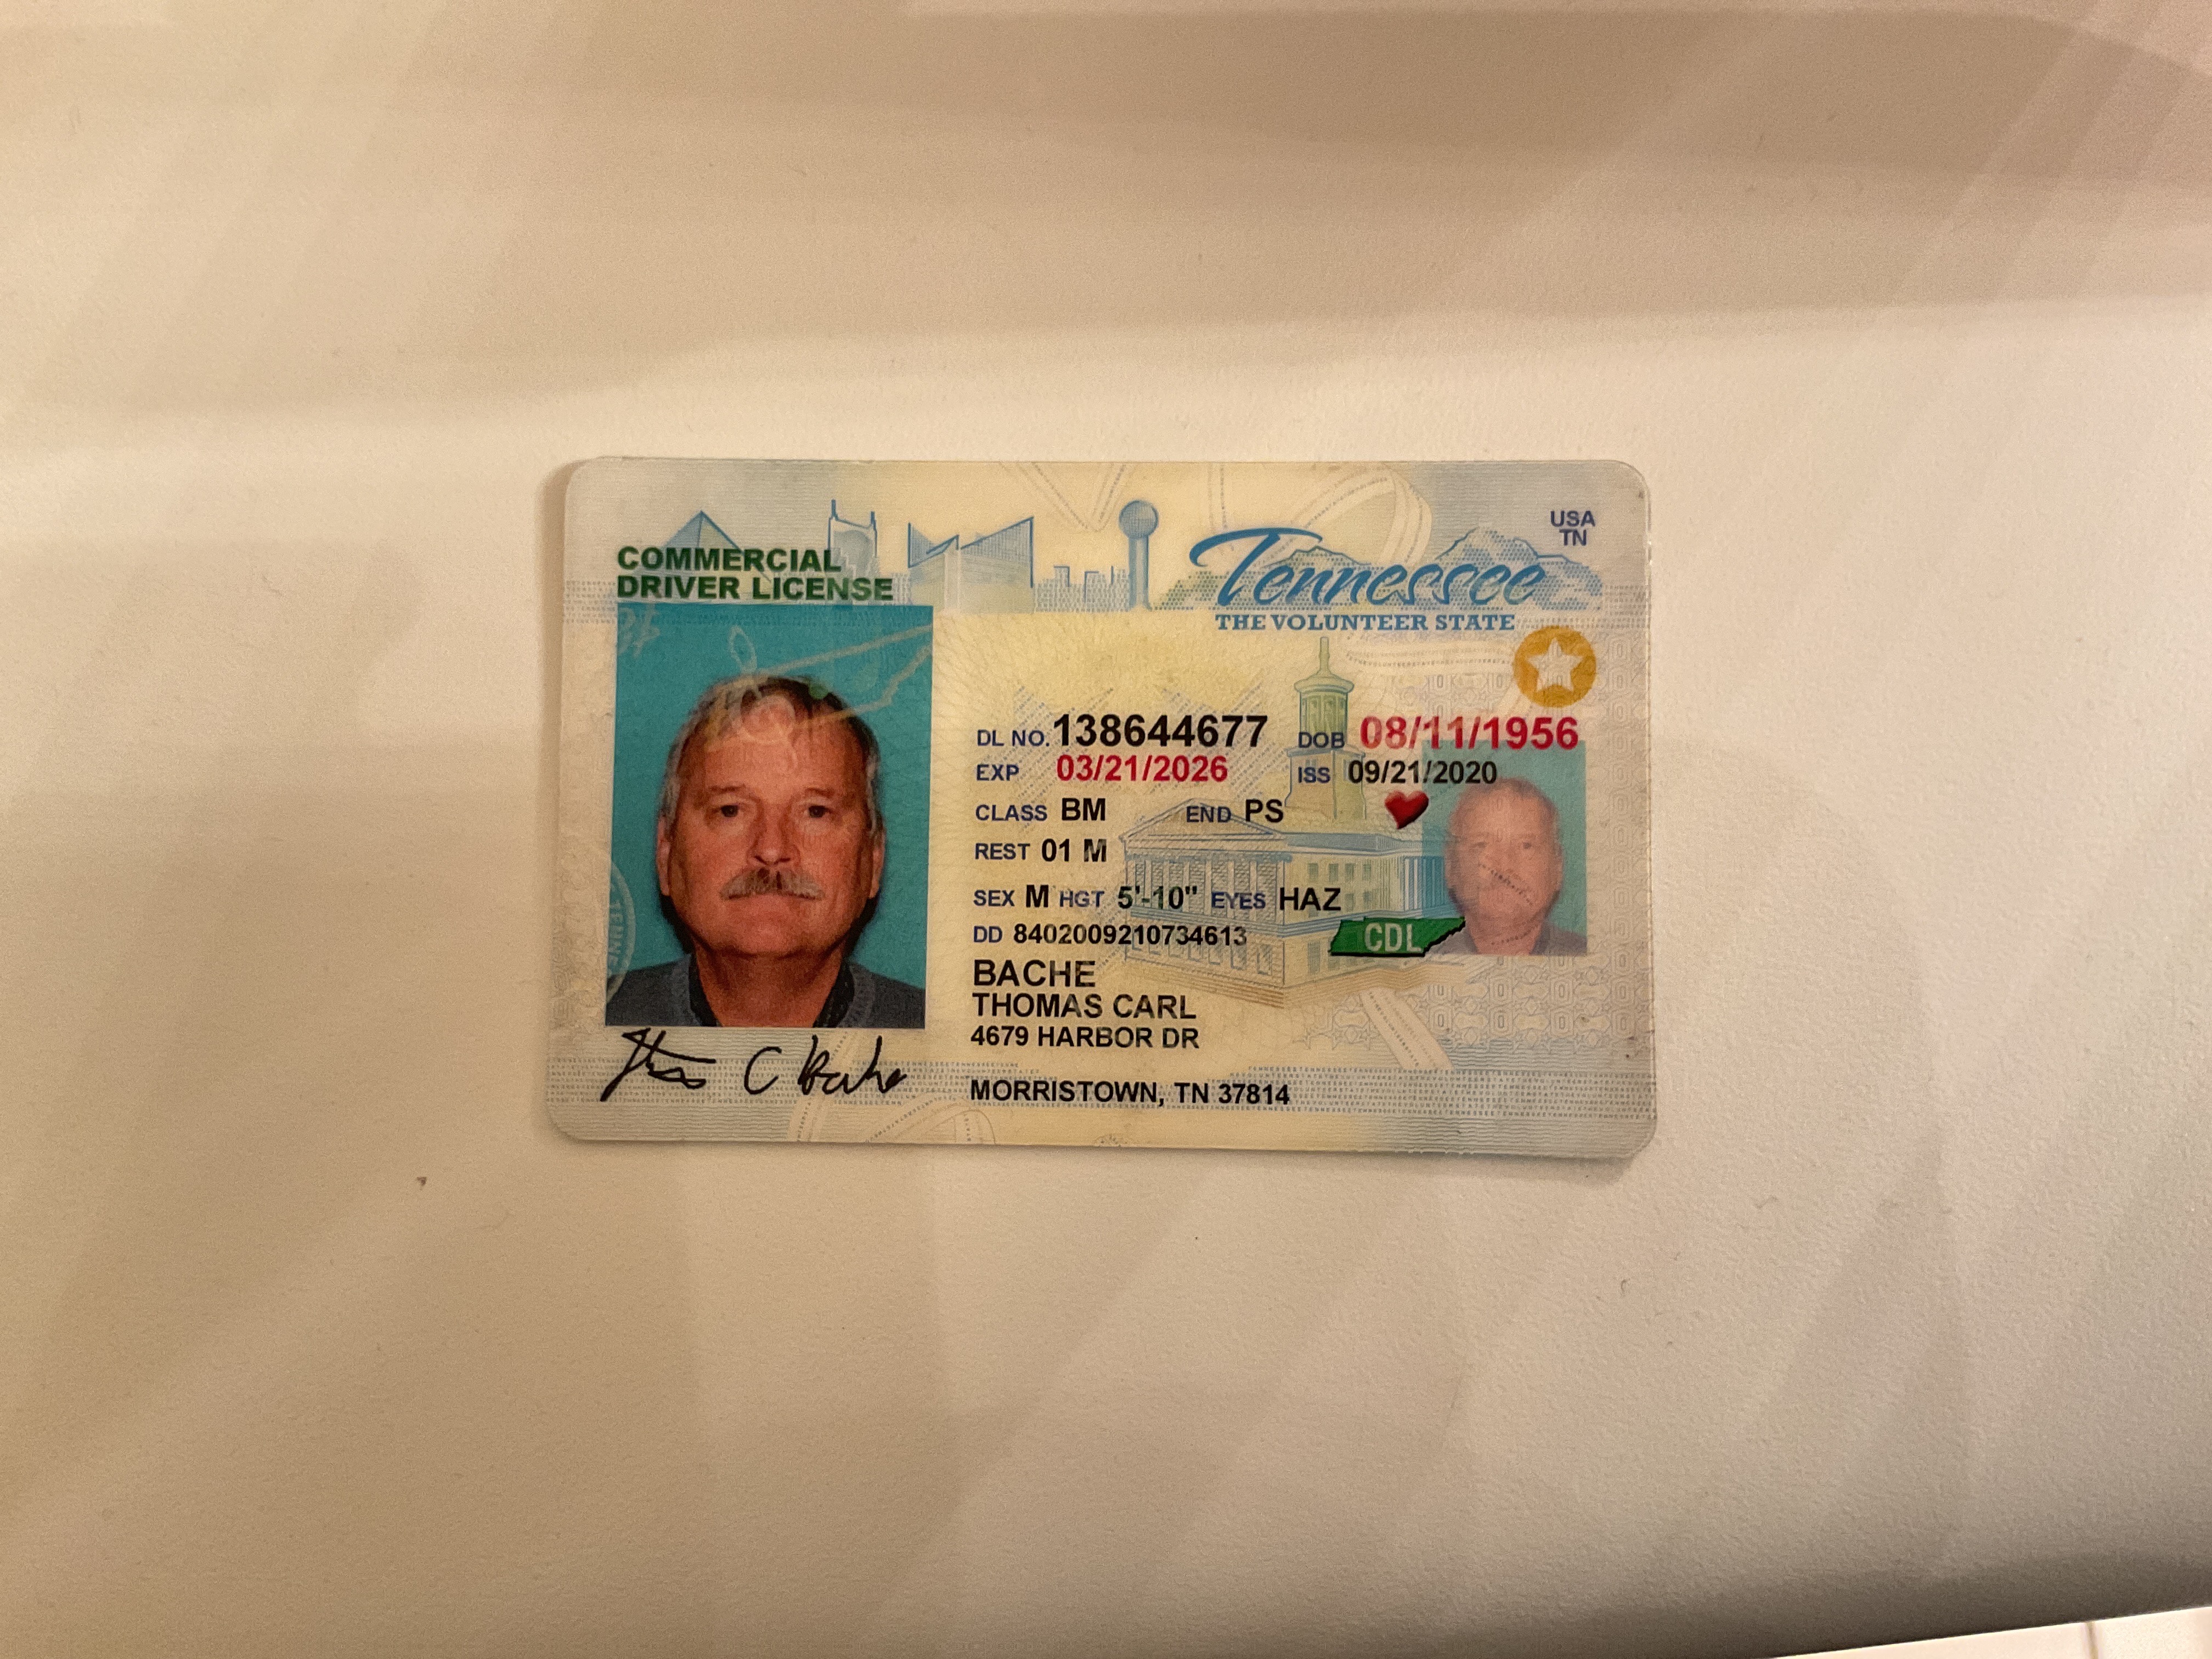 COMMERCIAL
DRIVER LICENSE
Tennessee
THE VOLUNTEER STATE
USA
TN
DL NO. 138644677 DOB 08/11/1956
EXP 03/21/2026 ISS 09/21/2020
CLASS BM END PS
REST 01 M
SEX M HGT 5'-10" EYES HAZ
DD 8402009210734613
CDL
BACHE
THOMAS CARL
4679 HARBOR DR
MORRISTOWN, TN 37814